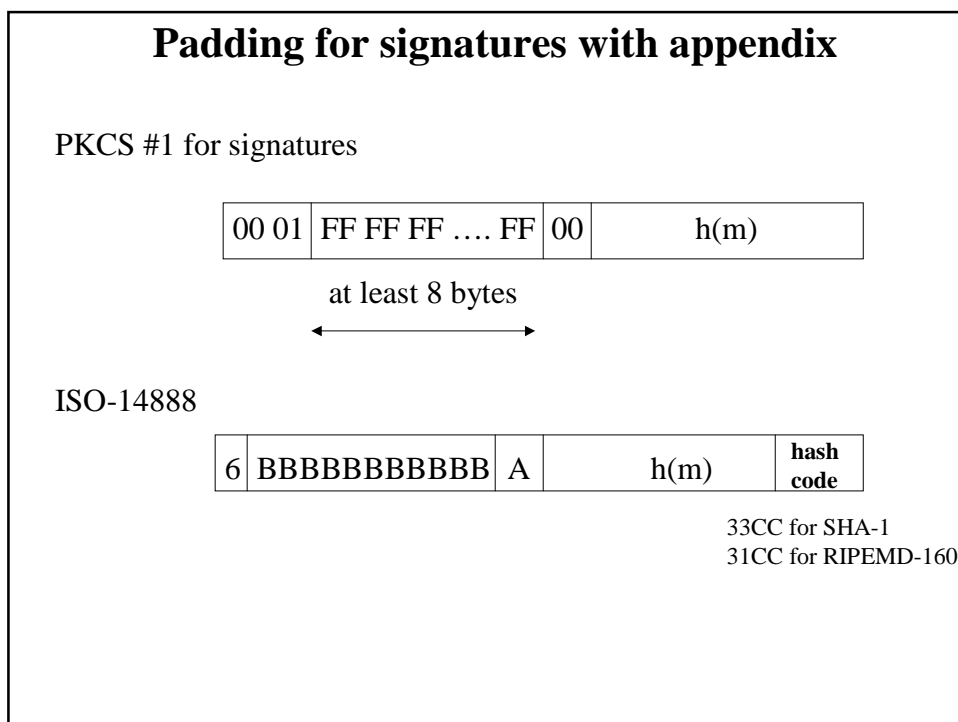 Padding for signatures with appendix
PKCS #1 for signatures
00 01 FF FF FF …. FF 00 h(m)
at least 8 bytes
ISO-14888
6 BBBBBBBBBBB A h(m) hash code
33CC for SHA-1
31CC for RIPEMD-160